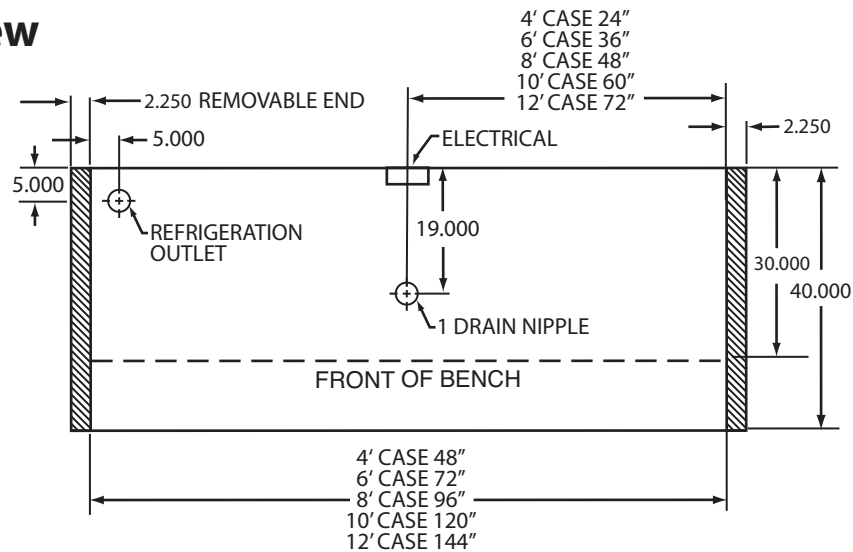 ew
4' CASE 24"
6' CASE 36"
8' CASE 48"
10' CASE 60"
12' CASE 72"
2.250 REMOVABLE END
2.250
5.000
ELECTRICAL
5.000
REFRIGERATION
OUTLET
19.000
30.000
40.000
1 DRAIN NIPPLE
FRONT OF BENCH
4' CASE 48"
6' CASE 72"
8' CASE 96"
10' CASE 120"
12' CASE 144"